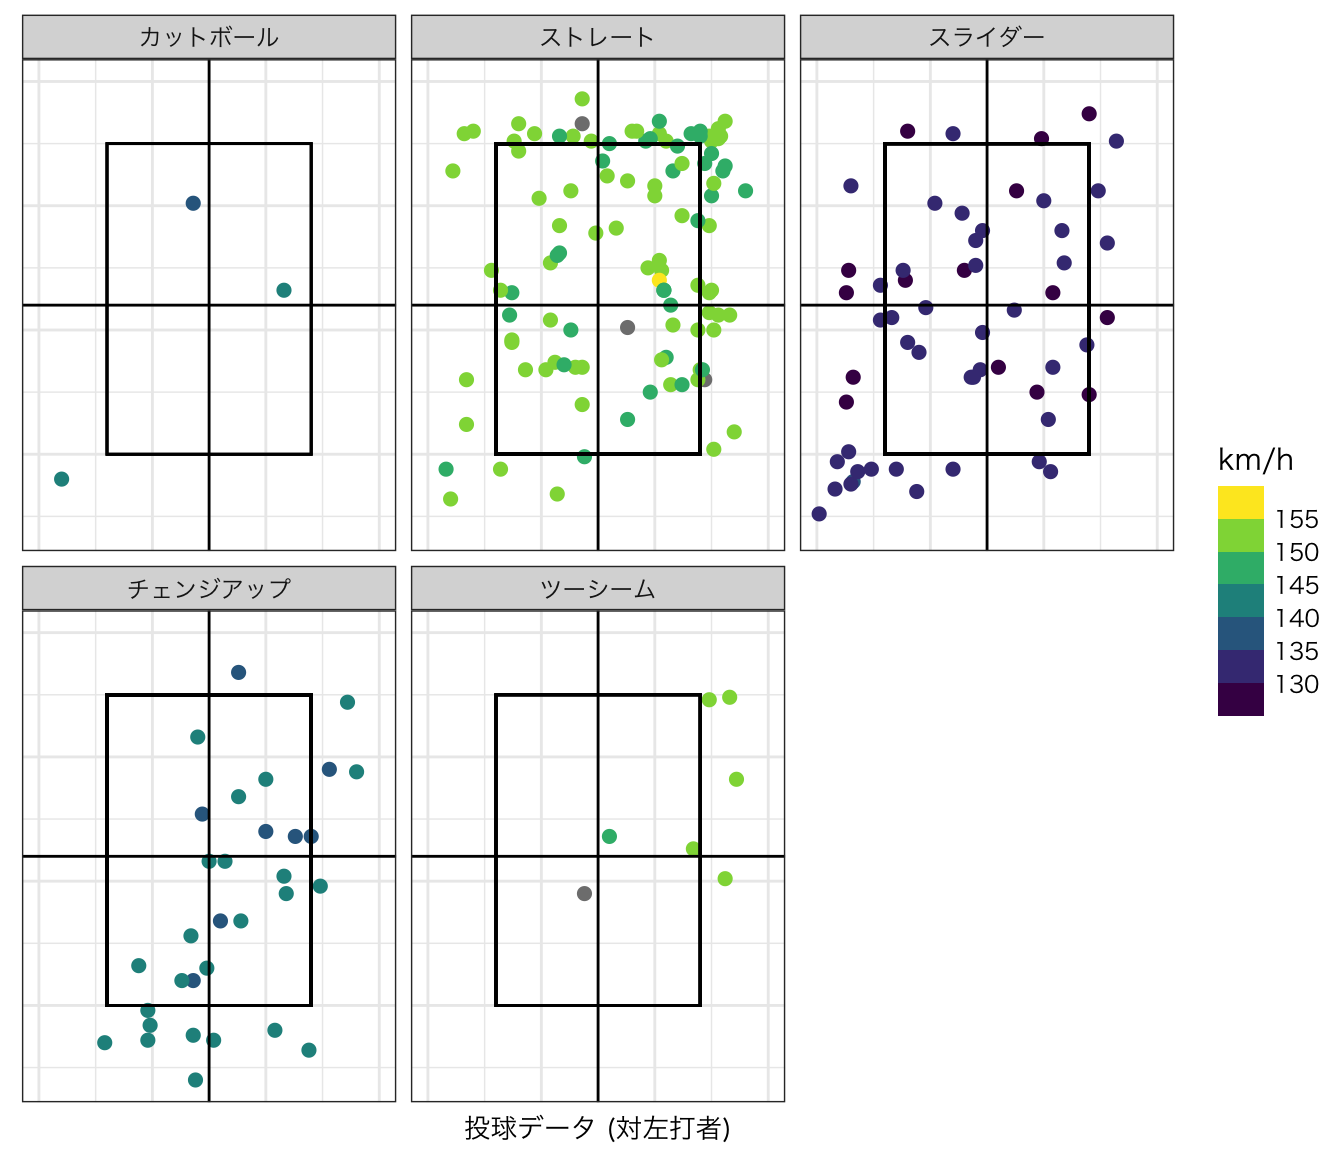 カットボール
ストレート
スライダー
km/h
155
150
145
140
135
130
チェンジアップ
ツーシーム
投球データ (対左打者)